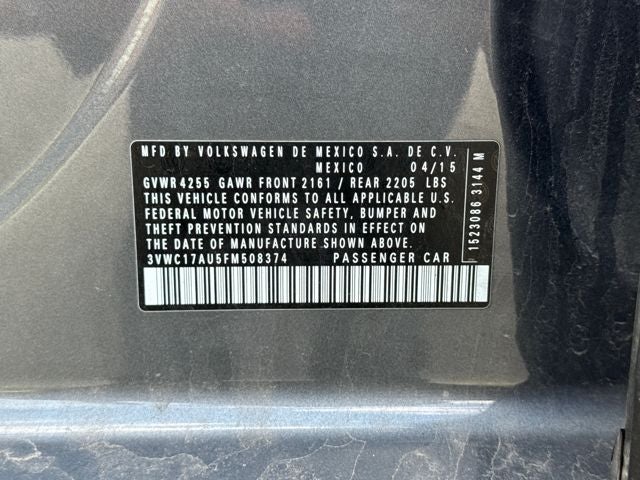 MFD BY VOLKSWAGEN DE MEXICO S.A. DE C.V.
MEXICO 04/15
GVWR 4255 GAWR FRONT 2161 / REAR 2205 LBS
THIS VEHICLE CONFORMS TO ALL APPLICABLE U.S.
FEDERAL MOTOR VEHICLE SAFETY, BUMPER AND
THEFT PREVENTION STANDARDS IN EFFECT ON
THE DATE OF MANUFACTURE SHOWN ABOVE.
3VWC17AU5FM508374 PASSENGER CAR
1523086 3144 M